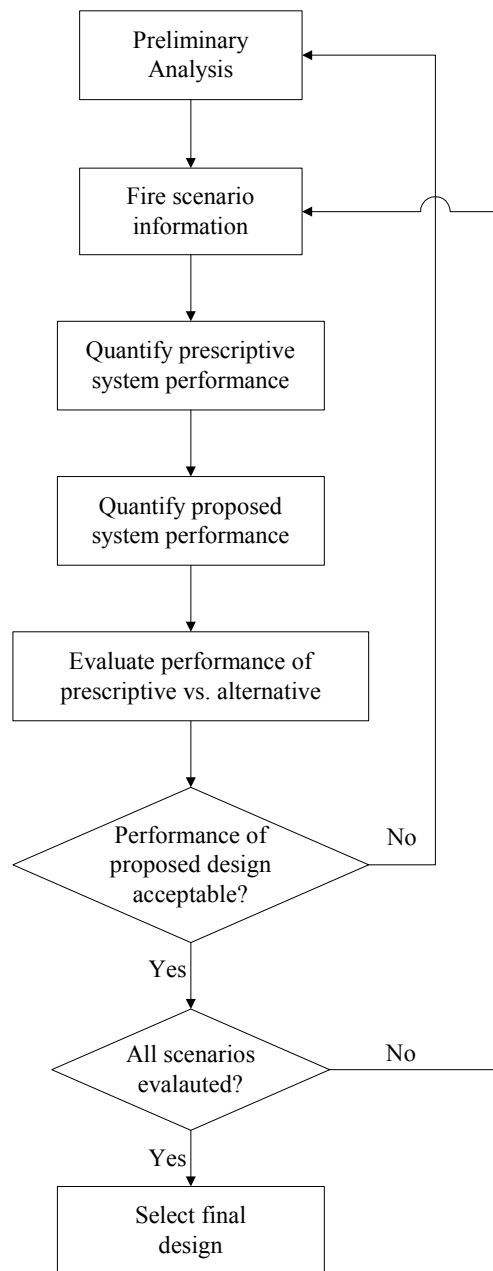 Preliminary
Analysis
Fire scenario
information
Quantify prescriptive
system performance
Quantify proposed
system performance
Evaluate performance of
prescriptive vs. alternative
Performance of
proposed design
acceptable?
No
Yes
All scenarios
evalauted?
No
Yes
Select final
design